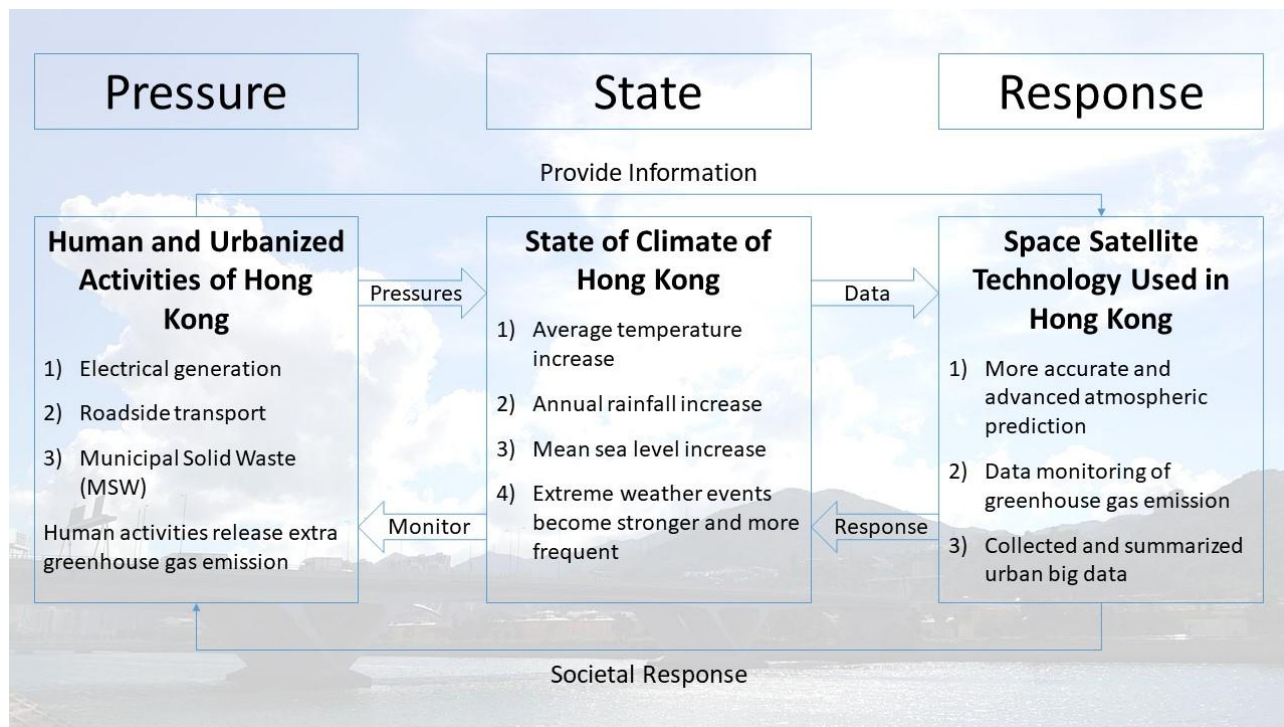 Pressure
State
Response
Provide Information
Human and Urbanized
Activities of Hong
Kong
1) Electrical generation
2) Roadside transport
3) Municipal Solid Waste
(MSW)
Human activities release extra
greenhouse gas emission
Pressures
Monitor
State of Climate of
Hong Kong
1) Average temperature
increase
2) Annual rainfall increase
3) Mean sea level increase
4) Extreme weather events
become stronger and more
frequent
Data
Response
Space Satellite
Technology Used in
Hong Kong
1) More accurate and
advanced atmospheric
prediction
2) Data monitoring of
greenhouse gas emission
3) Collected and summarized
urban big data
Societal Response